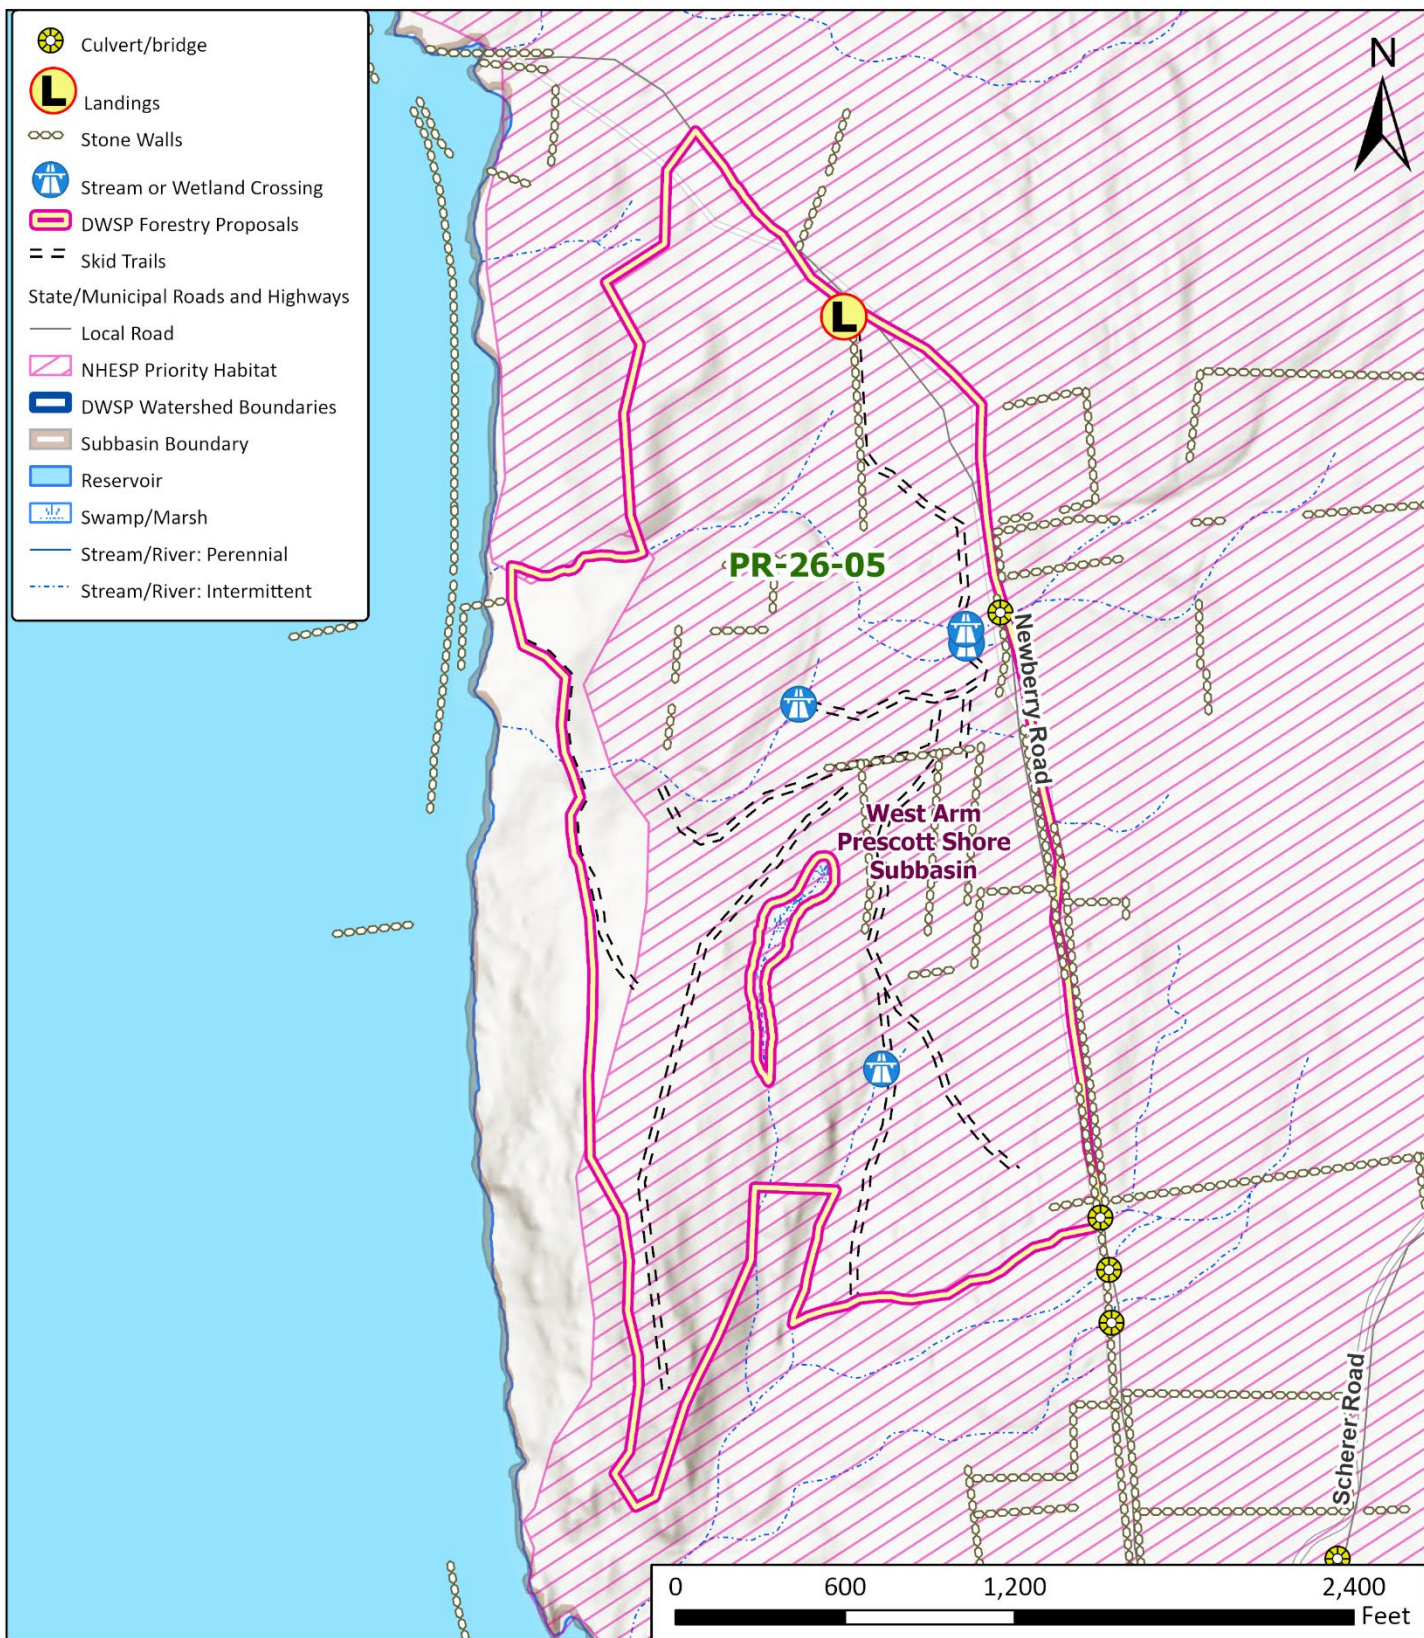 Culvert/bridge
L
Landings
Stone Walls
Stream or Wetland Crossing
DWSP Forestry Proposals
Skid Trails
State/Municipal Roads and Highways
Local Road
NHESP Priority Habitat
DWSP Watershed Boundaries
Subbasin Boundary
Reservoir
Swamp/Marsh
Stream/River: Perennial
Stream/River: Intermittent
N
L
PR-26-05
Newberry Road
West Arm
Prescott Shore
Subbasin
Scherer Road
0 600 1,200 2,400
Feet